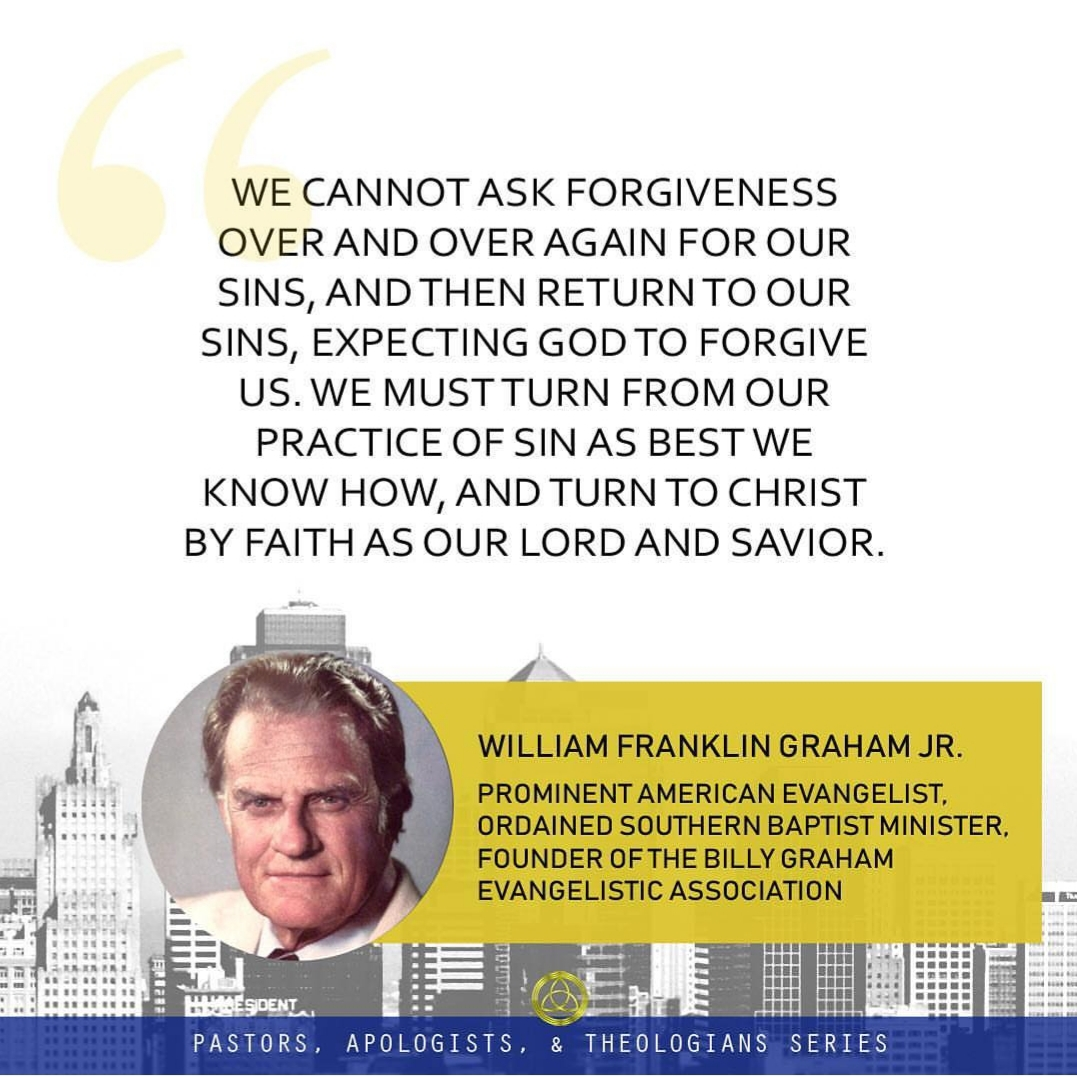 WE CANNOT ASK FORGIVENESS
OVER AND OVER AGAIN FOR OUR
SINS, AND THEN RETURN TO OUR
SINS, EXPECTING GOD TO FORGIVE
US. WE MUST TURN FROM OUR
PRACTICE OF SIN AS BEST WE
KNOW HOW, AND TURN TO CHRIST
BY FAITH AS OUR LORD AND SAVIOR.
WILLIAM FRANKLIN GRAHAM JR.
PROMINENT AMERICAN EVANGELIST,
ORDAINED SOUTHERN BAPTIST MINISTER,
FOUNDER OF THE BILLY GRAHAM
EVANGELISTIC ASSOCIATION
PRESIDENT
PASTORS, APOLOGISTS, & THEOLOGIANS SERIES